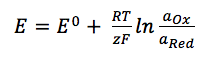 E = E⁰ + RT/zF ln a_Ox/a_Red